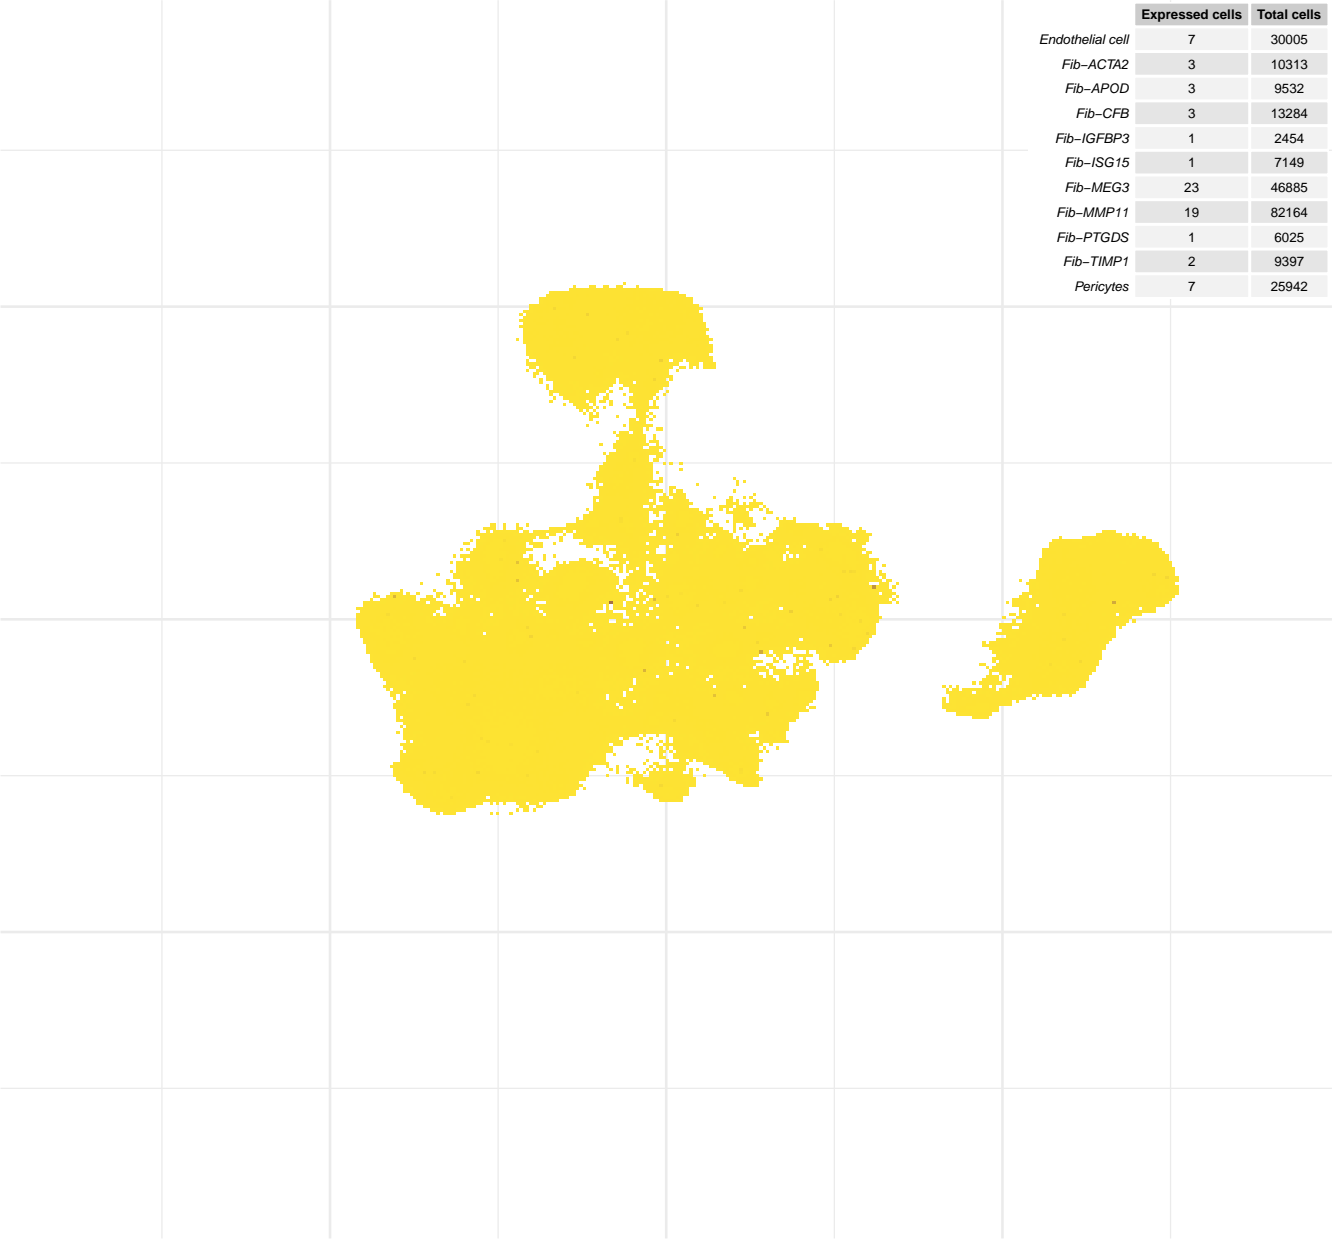 Expressed cells Total cells
Endothelial cell 7 30005
Fib−ACTA2 3 10313
Fib−APOD 3 9532
Fib−CFB 3 13284
Fib−IGFBP3 1 2454
Fib−ISG15 1 7149
Fib−MEG3 23 46885
Fib−MMP11 19 82164
Fib−PTGDS 1 6025
Fib−TIMP1 2 9397
Pericytes 7 25942